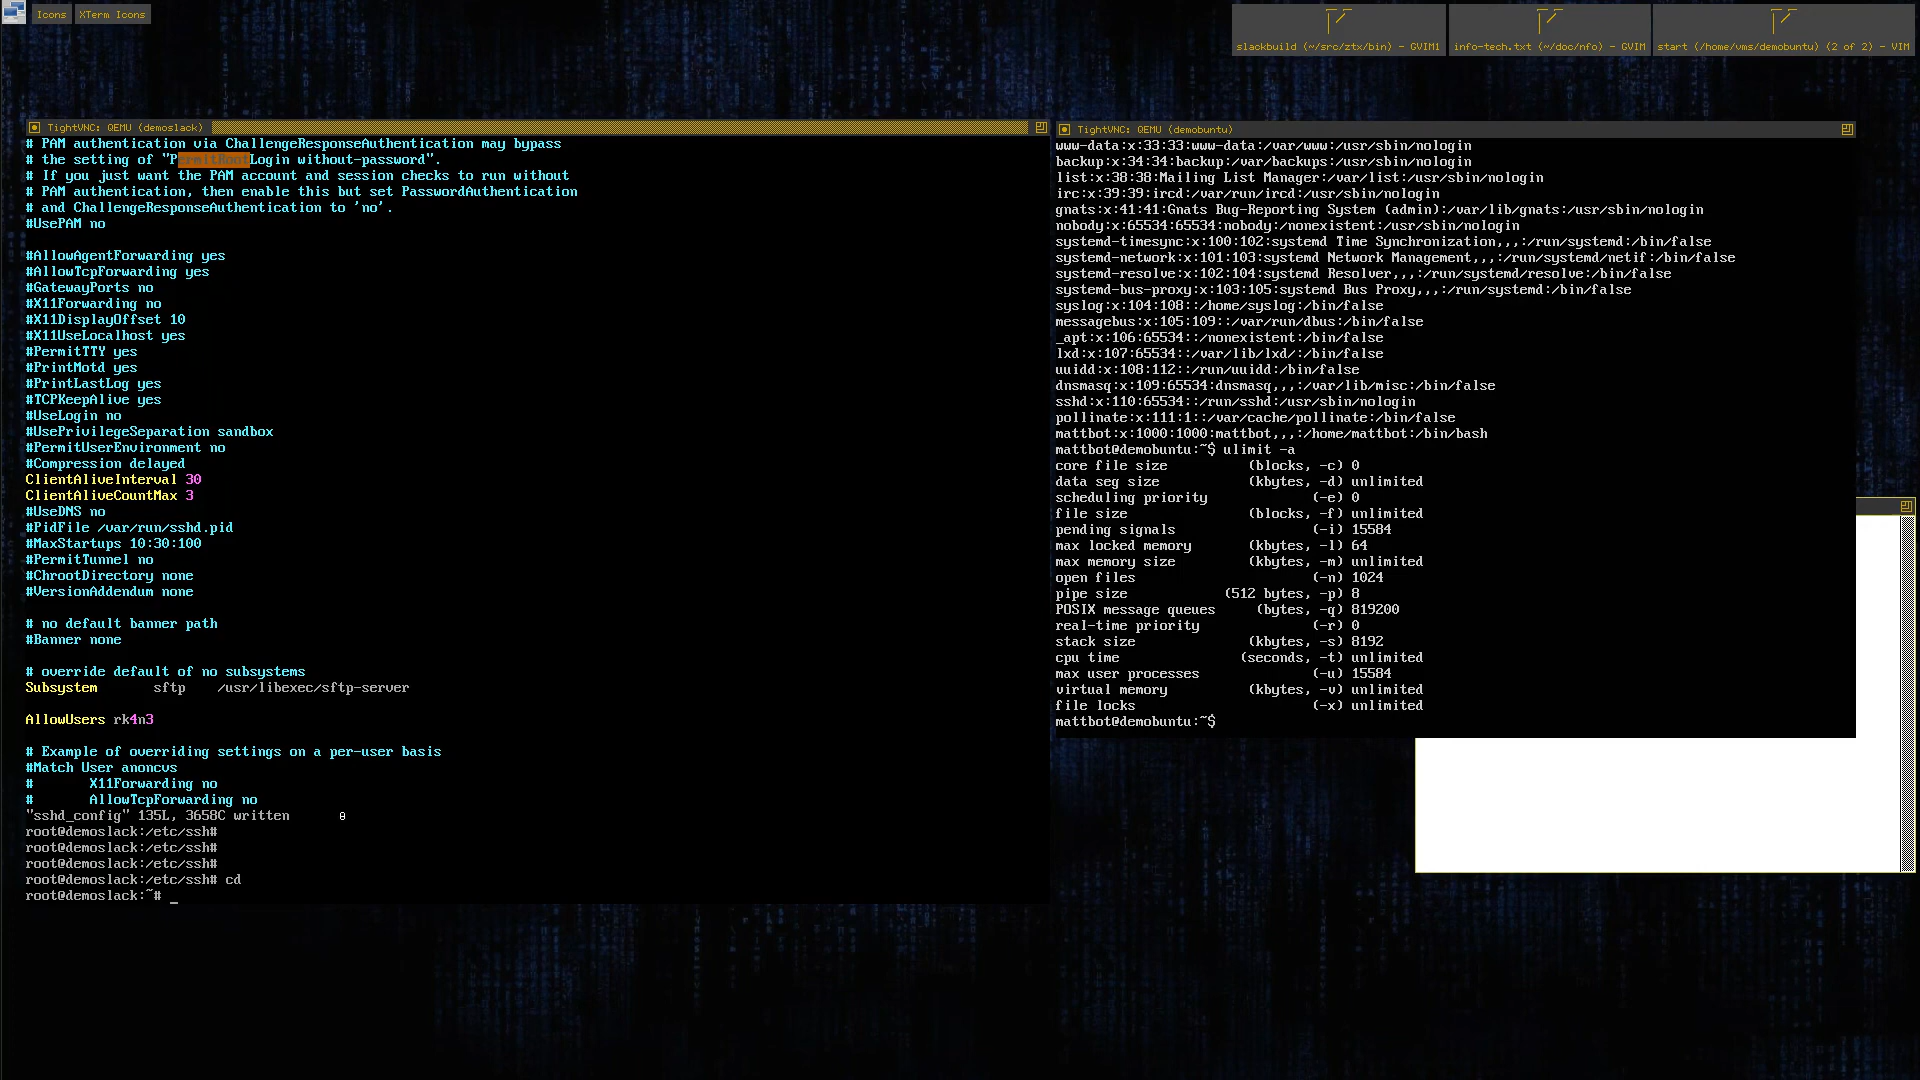 Icons
XTerm Icons
slackbuild (~/src/ztx/bin) - GVIM1
info-tech.txt (~/doc/nfo) - GVIM
start (/home/vms/demobuntu) (2 of 2) - VIM
TightVNC: QEMU (demoslack)
# PAM authentication via ChallengeResponseAuthentication may bypass
# the setting of "PermitRootLogin without-password".
# If you just want the PAM account and session checks to run without
# PAM authentication, then enable this but set PasswordAuthentication
# and ChallengeResponseAuthentication to 'no'.
#UsePAM no
#AllowAgentForwarding yes
#AllowTcpForwarding yes
#GatewayPorts no
#X11Forwarding no
#X11DisplayOffset 10
#X11UseLocalhost yes
#PermitTTY yes
#PrintMotd yes
#PrintLastLog yes
#TCPKeepAlive yes
#UseLogin no
#UsePrivilegeSeparation sandbox
#PermitUserEnvironment no
#Compression delayed
ClientAliveInterval 30
ClientAliveCountMax 3
#UseDNS no
#PidFile /var/run/sshd.pid
#MaxStartups 10:30:100
#PermitTunnel no
#ChrootDirectory none
#VersionAddendum none
# no default banner path
#Banner none
# override default of no subsystems
Subsystem       sftp    /usr/libexec/sftp-server
AllowUsers rk4n3
# Example of overriding settings on a per-user basis
#Match User anoncvs
#       X11Forwarding no
#       AllowTcpForwarding no
"sshd_config" 135L, 3658C written
root@demoslack:/etc/ssh#
root@demoslack:/etc/ssh#
root@demoslack:/etc/ssh#
root@demoslack:/etc/ssh# cd
root@demoslack:~# _
TightVNC: QEMU (demobuntu)
www-data:x:33:33:www-data:/var/www:/usr/sbin/nologin
backup:x:34:34:backup:/var/backups:/usr/sbin/nologin
list:x:38:38:Mailing List Manager:/var/list:/usr/sbin/nologin
irc:x:39:39:ircd:/var/run/ircd:/usr/sbin/nologin
gnats:x:41:41:Gnats Bug-Reporting System (admin):/var/lib/gnats:/usr/sbin/nologin
nobody:x:65534:65534:nobody:/nonexistent:/usr/sbin/nologin
systemd-timesync:x:100:102:systemd Time Synchronization,,,:/run/systemd:/bin/false
systemd-network:x:101:103:systemd Network Management,,,:/run/systemd/netif:/bin/false
systemd-resolve:x:102:104:systemd Resolver,,,:/run/systemd/resolve:/bin/false
systemd-bus-proxy:x:103:105:systemd Bus Proxy,,,:/run/systemd:/bin/false
syslog:x:104:108::/home/syslog:/bin/false
messagebus:x:105:109::/var/run/dbus:/bin/false
_apt:x:106:65534::/nonexistent:/bin/false
lxd:x:107:65534::/var/lib/lxd/:/bin/false
uuidd:x:108:112::/run/uuidd:/bin/false
dnsmasq:x:109:65534:dnsmasq,,,:/var/lib/misc:/bin/false
sshd:x:110:65534::/run/sshd:/usr/sbin/nologin
pollinate:x:111:1::/var/cache/pollinate:/bin/false
mattbot:x:1000:1000:mattbot,,,:/home/mattbot:/bin/bash
mattbot@demobuntu:~$ ulimit -a
core file size          (blocks, -c) 0
data seg size           (kbytes, -d) unlimited
scheduling priority             (-e) 0
file size               (blocks, -f) unlimited
pending signals                 (-i) 15584
max locked memory       (kbytes, -l) 64
max memory size         (kbytes, -m) unlimited
open files                      (-n) 1024
pipe size            (512 bytes, -p) 8
POSIX message queues     (bytes, -q) 819200
real-time priority              (-r) 0
stack size              (kbytes, -s) 8192
cpu time               (seconds, -t) unlimited
max user processes              (-u) 15584
virtual memory          (kbytes, -v) unlimited
file locks                      (-x) unlimited
mattbot@demobuntu:~$